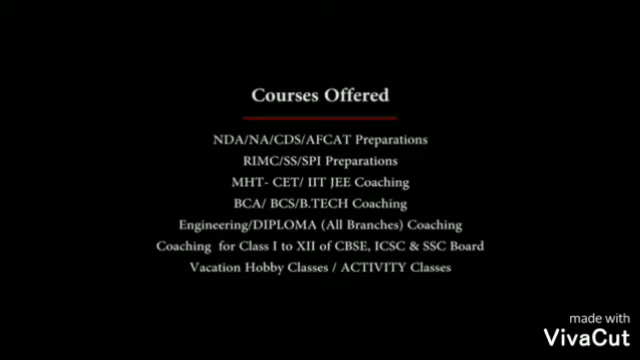 Courses Offered
NDA/NA/CDS/AFCAT Preparations
RIMC/SS/SPI Preparations
MHT- CET/ IIT JEE Coaching
BCA/ BCS/B.TECH Coaching
Engineering/DIPLOMA (All Branches) Coaching
Coaching for Class I to XII of CBSE, ICSC & SSC Board
Vacation Hobby Classes / ACTIVITY Classes
made with
VivaCut